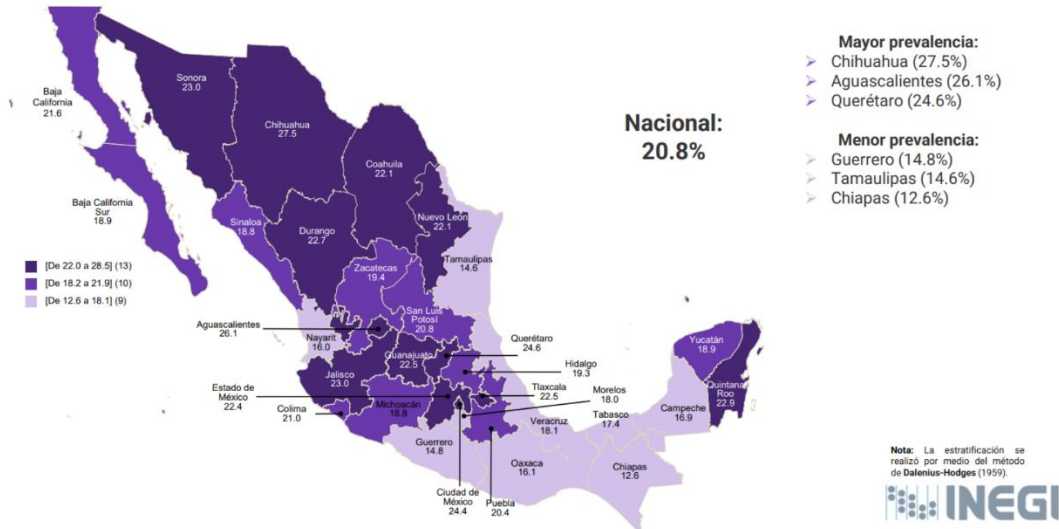 Mayor prevalencia:
Chihuahua (27.5%)
Aguascalientes (26.1%)
Querétaro (24.6%)
Nacional:
20.8%
Menor prevalencia:
Guerrero (14.8%)
Tamaulipas (14.6%)
Chiapas (12.6%)
Baja
California
21.6
Sonora
23.0
Chihuahua
27.5
Coahuila
22.1
Baja California
Sur
18.9
Sinaloa
18.8
Durango
22.7
Nuevo León
22.1
Tamaulipas
14.6
Zacatecas
19.4
San Luis
Potosí
20.8
[De 22.0 a 28.5] (13)
[De 18.2 a 21.9] (10)
[De 12.6 a 18.1] (9)
Aguascalientes
26.1
Nayarit
16.0
Guanajuato
22.5
Querétaro
24.6
Hidalgo
19.3
Yucatán
18.9
Jalisco
23.0
Estado de
México
22.4
Colima
21.0
Michoacán
18.8
Tlaxcala
22.5
Morelos
18.0
Quintana
Roo
22.9
Campeche
16.9
Tabasco
17.4
Veracruz
18.1
Guerrero
14.8
Oaxaca
16.1
Chiapas
12.6
Ciudad de
México
24.4
Puebla
20.4
Nota: La estratificación se
realizó por medio del método
de Dalenius-Hodges (1959).
INEGI